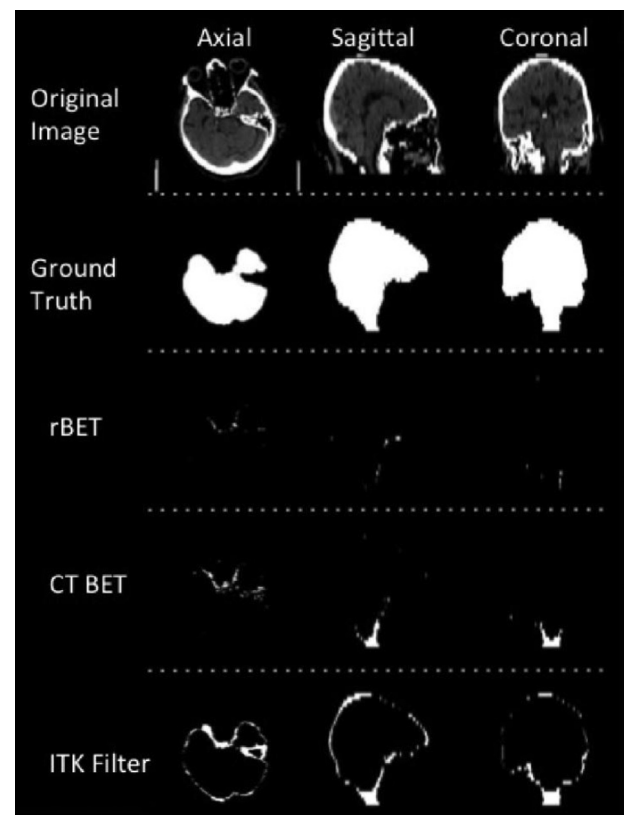 Axial Sagittal Coronal
Original
Image
Ground
Truth
rBET
CT BET
ITK Filter